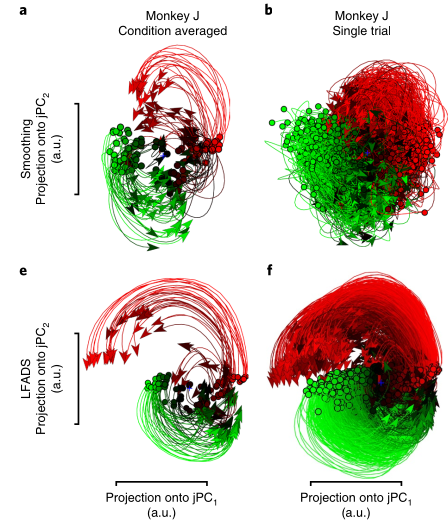 a
Monkey J
Condition averaged
b
Monkey J
Single trial
Smoothing
Projection onto jPC2
(a.u.)
e
f
LFADS
Projection onto jPC2
(a.u.)
Projection onto jPC1
(a.u.)
Projection onto jPC1
(a.u.)